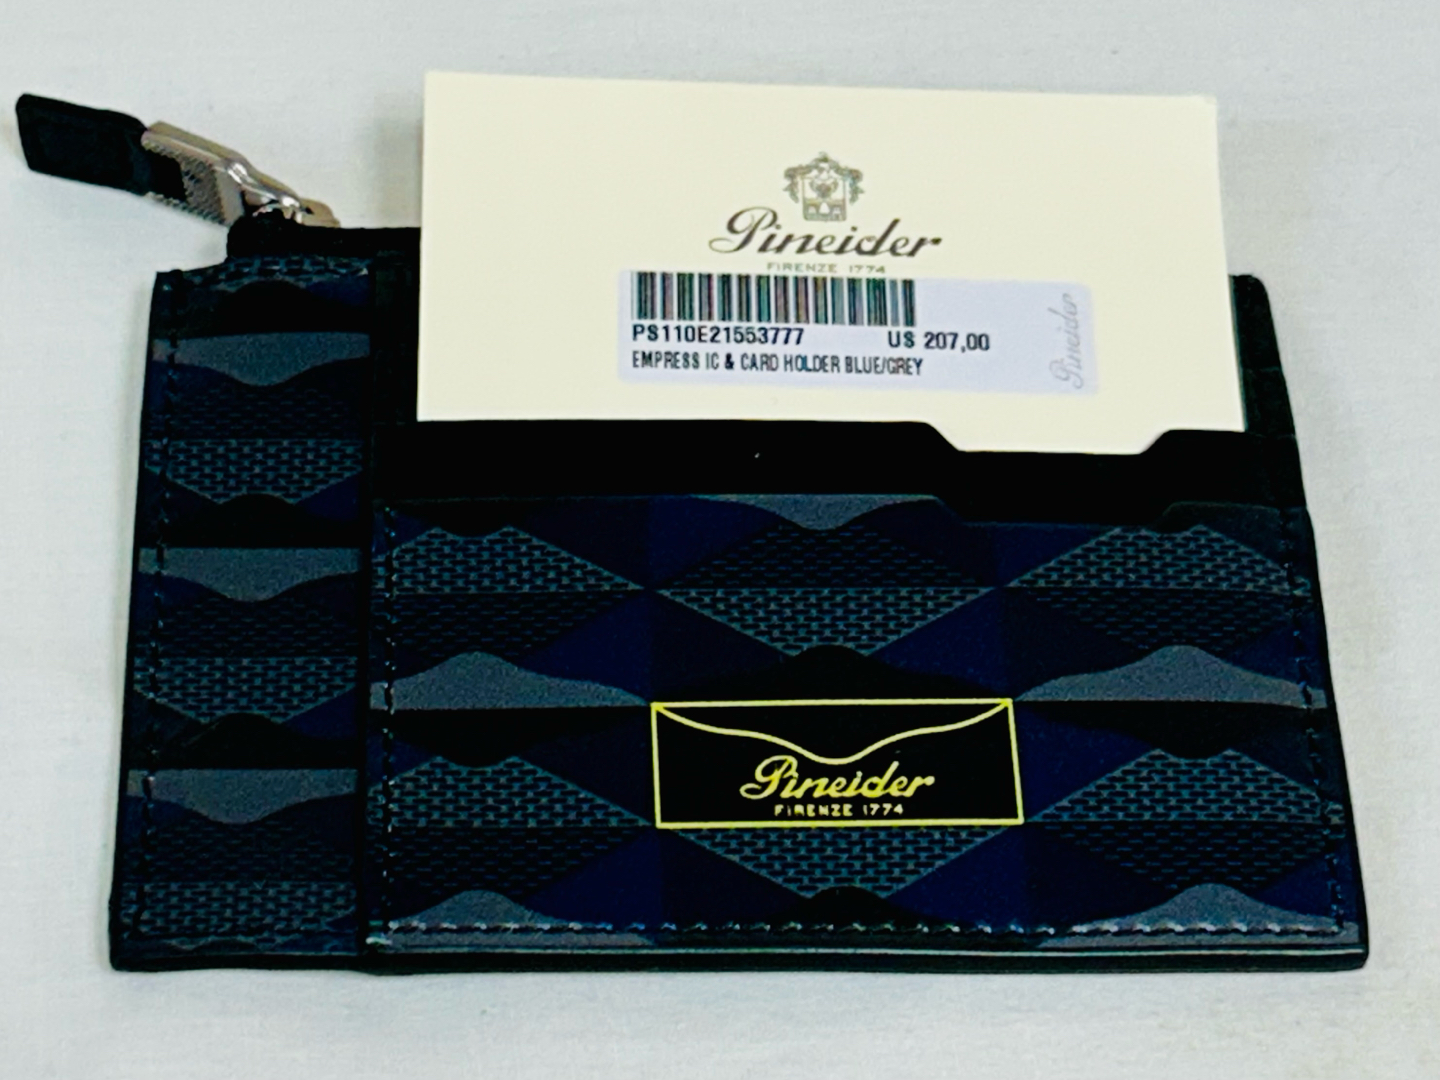 Pineider
FIRENZE 1774
PS110E21553777 US 207,00
EMPRESS IC & CARD HOLDER BLUE/GREY
Pineider
Pineider
FIRENZE 1774